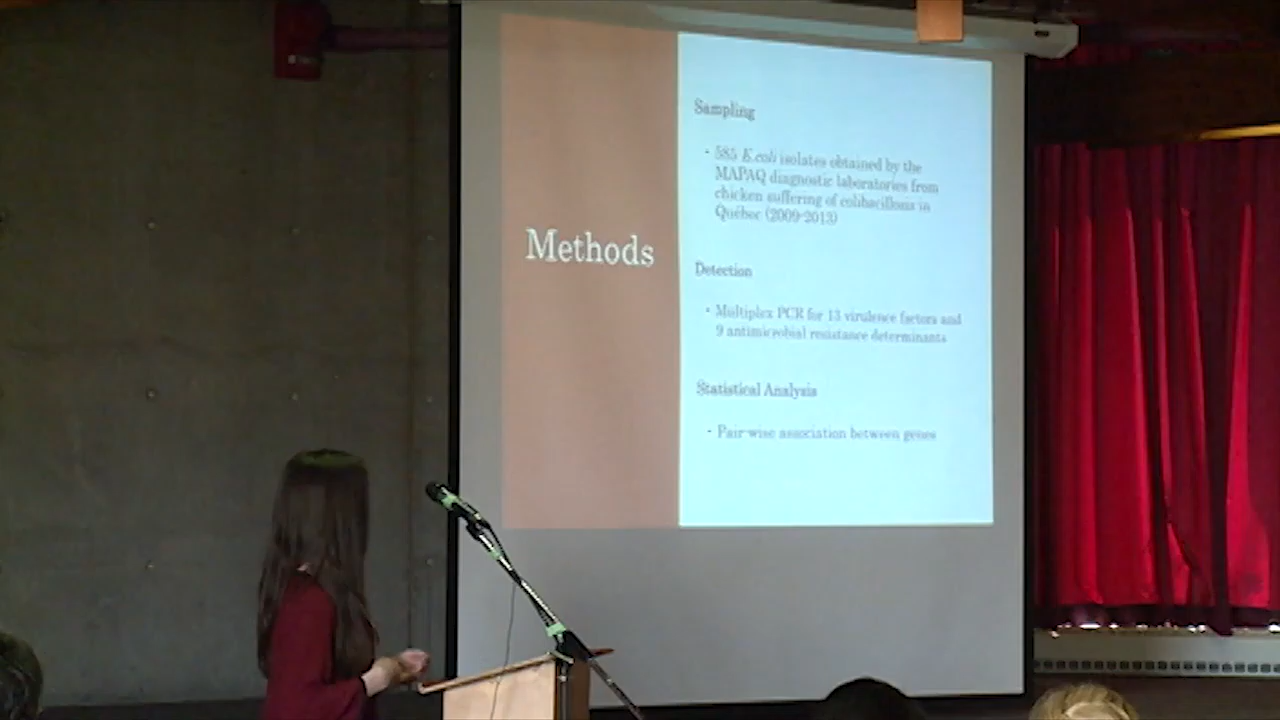 Methods
Sampling
- 585 E.coli isolates obtained by the
MAPAQ diagnostic laboratories from
chicken suffering of colibacillosis in
Québec (2009-2013)
Detection
- Multiplex PCR for 13 virulence factors and
9 antimicrobial resistance determinants
Statistical Analysis
- Pair-wise association between genes